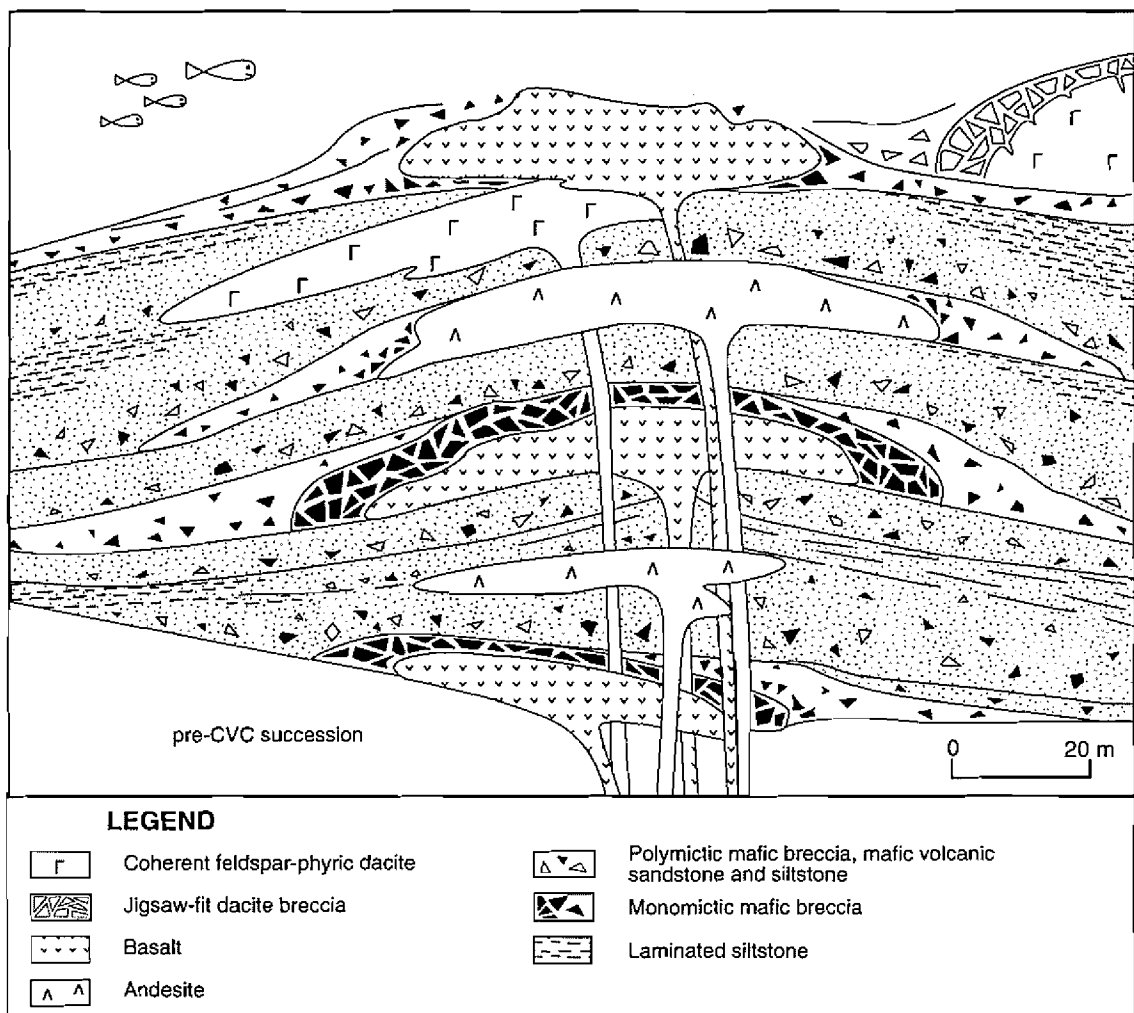 pre-CVC succession
0 20 m
LEGEND
Coherent feldspar-phyric dacite
Jigsaw-fit dacite breccia
Basalt
Andesite
Polymictic mafic breccia, mafic volcanic
sandstone and siltstone
Monomictic mafic breccia
Laminated siltstone